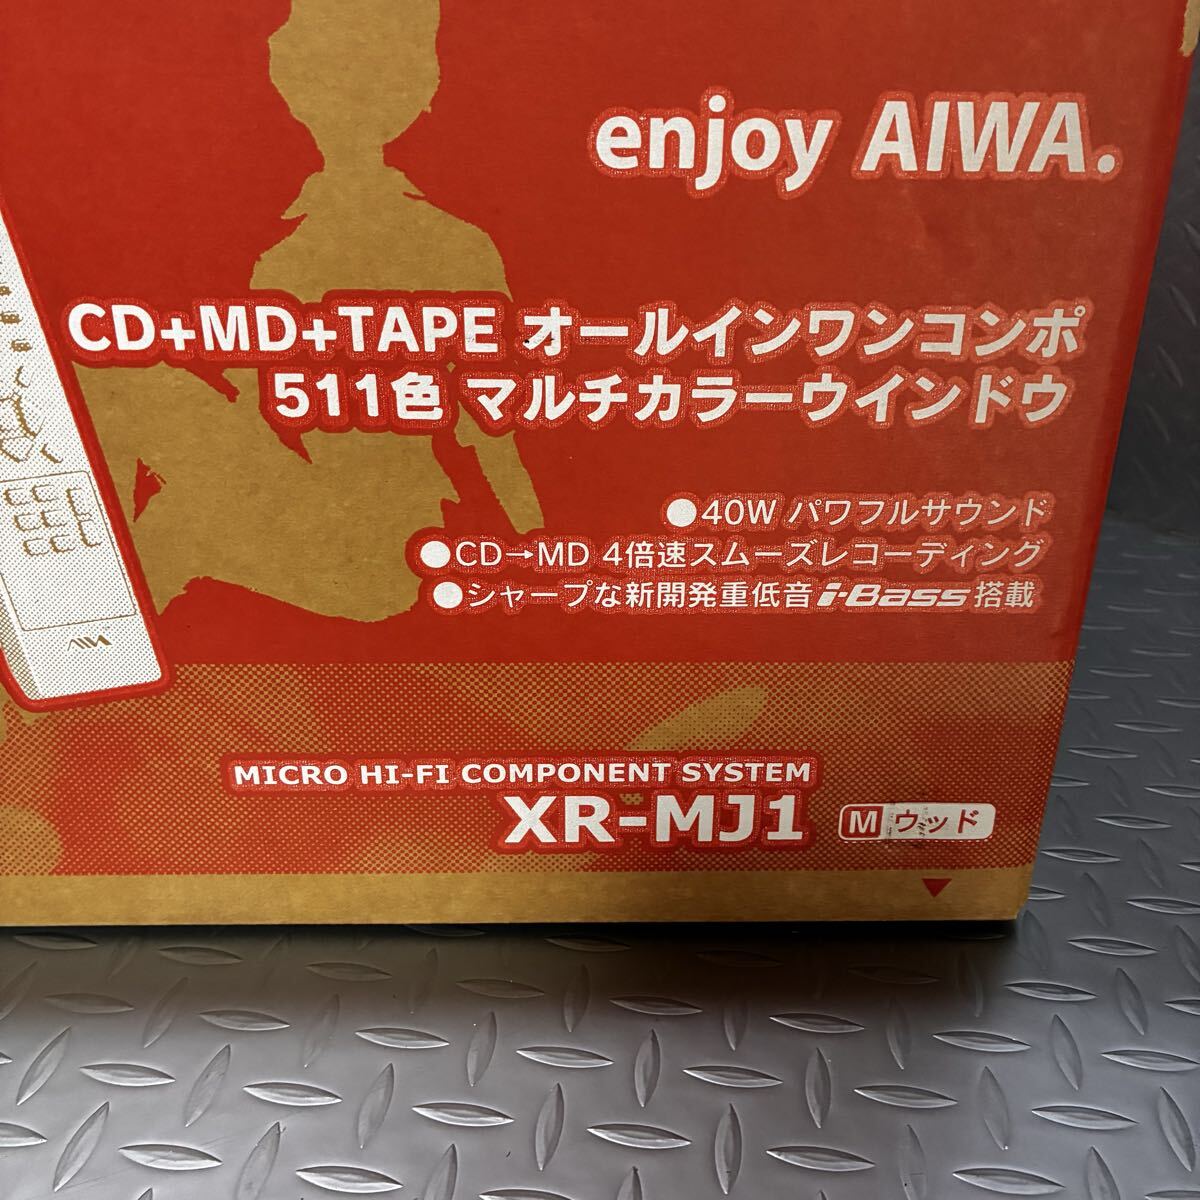 enjoy AIWA.
CD+MD+TAPE オールインワンコンポ
511色 マルチカラーウインドウ
●40W パワフルサウンド
●CD→MD 4倍速スムーズレコーディング
●シャープな新開発重低音 i-Bass 搭載
AIWA
MICRO HI-FI COMPONENT SYSTEM
XR-MJ1 M ウッド